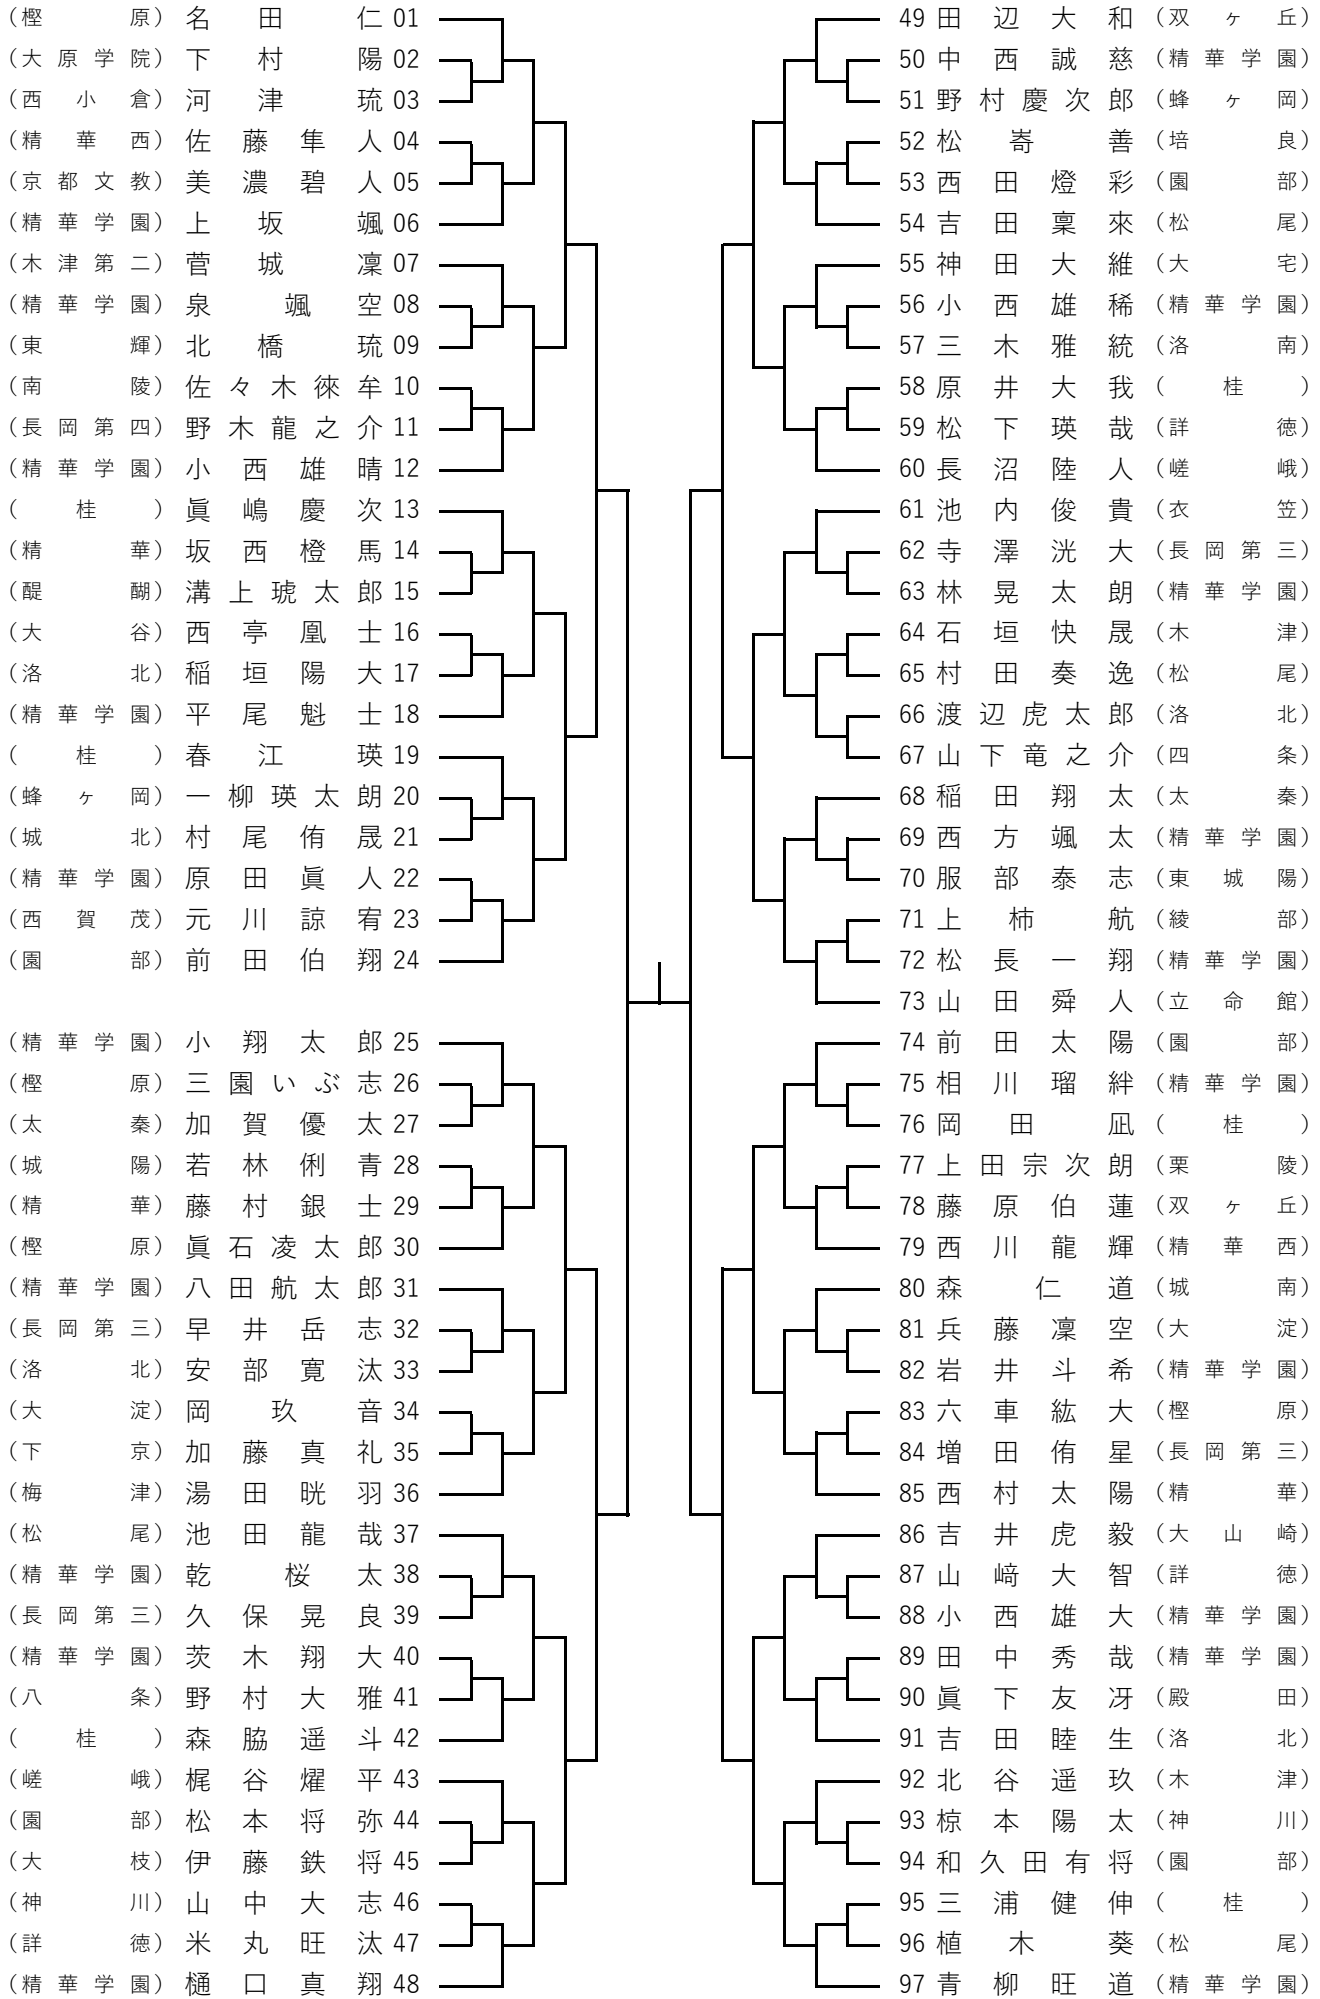 (樫原) 名田仁 01
(大原学院) 下村陽 02
(西小倉) 河津琉 03
(精華西) 佐藤隼人 04
(京都文教) 美濃碧人 05
(精華学園) 上坂颯 06
(木津第二) 菅城凜 07
(精華学園) 泉颯空 08
(東輝) 北橋琉 09
(南陵) 佐々木徠牟 10
(長岡第四) 野木龍之介 11
(精華学園) 小西雄晴 12
(桂) 眞嶋慶次 13
(精華) 坂西橙馬 14
(醍醐) 溝上琥太郎 15
(大谷) 西亭凰士 16
(洛北) 稲垣陽大 17
(精華学園) 平尾魁士 18
(桂) 春江瑛 19
(蜂ヶ岡) 一柳瑛太朗 20
(城北) 村尾侑晟 21
(精華学園) 原田眞人 22
(西賀茂) 元川諒宥 23
(園部) 前田伯翔 24
(精華学園) 小翔太郎 25
(樫原) 三園いぶ志 26
(太秦) 加賀優太 27
(城陽) 若林俐青 28
(精華) 藤村銀士 29
(樫原) 眞石凌太郎 30
(精華学園) 八田航太郎 31
(長岡第三) 早井岳志 32
(洛北) 安部寛汰 33
(大淀) 岡玖音 34
(下京) 加藤真礼 35
(梅津) 湯田晄羽 36
(松尾) 池田龍哉 37
(精華学園) 乾桜太 38
(長岡第三) 久保晃良 39
(精華学園) 茨木翔大 40
(八条) 野村大雅 41
(桂) 森脇遥斗 42
(嵯峨) 梶谷燿平 43
(園部) 松本将弥 44
(大枝) 伊藤鉄将 45
(神川) 山中大志 46
(詳徳) 米丸旺汰 47
(精華学園) 樋口真翔 48
49 田辺大和 (双ヶ丘)
50 中西誠慈 (精華学園)
51 野村慶次郎 (蜂ヶ岡)
52 松嵜善 (培良)
53 西田燈彩 (園部)
54 吉田稟來 (松尾)
55 神田大維 (大宅)
56 小西雄稀 (精華学園)
57 三木雅統 (洛南)
58 原井大我 (桂)
59 松下瑛哉 (詳徳)
60 長沼陸人 (嵯峨)
61 池内俊貴 (衣笠)
62 寺澤洸大 (長岡第三)
63 林晃太朗 (精華学園)
64 石垣快晟 (木津)
65 村田奏逸 (松尾)
66 渡辺虎太郎 (洛北)
67 山下竜之介 (四条)
68 稲田翔太 (太秦)
69 西方颯太 (精華学園)
70 服部泰志 (東城陽)
71 上柿航 (綾部)
72 松長一翔 (精華学園)
73 山田舜人 (立命館)
74 前田太陽 (園部)
75 相川瑠絆 (精華学園)
76 岡田凪 (桂)
77 上田宗次朗 (栗陵)
78 藤原伯蓮 (双ヶ丘)
79 西川龍輝 (精華西)
80 森仁道 (城南)
81 兵藤凜空 (大淀)
82 岩井斗希 (精華学園)
83 六車紘大 (樫原)
84 増田侑星 (長岡第三)
85 西村太陽 (精華)
86 吉井虎毅 (大山崎)
87 山﨑大智 (詳徳)
88 小西雄大 (精華学園)
89 田中秀哉 (精華学園)
90 眞下友冴 (殿田)
91 吉田睦生 (洛北)
92 北谷遥玖 (木津)
93 椋本陽太 (神川)
94 和久田有将 (園部)
95 三浦健伸 (桂)
96 植木葵 (松尾)
97 青柳旺道 (精華学園)